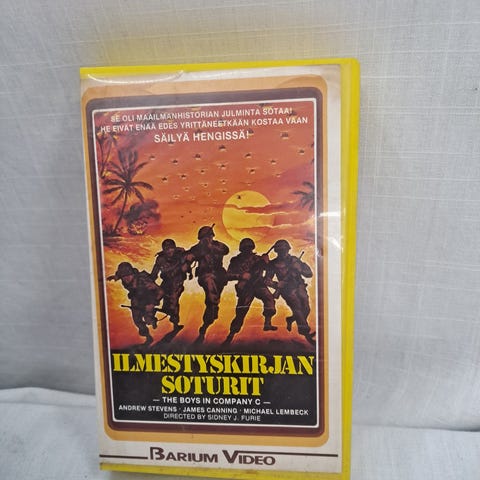 SE OLI MAAILMANHISTORIAN JULMINTA SOTAA!
HE EIVÄT ENÄÄ EDES YRITTÄNEETKÄÄN KOSTAA VAAN
SÄILYÄ HENGISSÄ!
ILMESTYSKIRJAN
SOTURIT
— THE BOYS IN COMPANY C —
ANDREW STEVENS · JAMES CANNING · MICHAEL LEMBECK
DIRECTED BY SIDNEY J. FURIE
BARIUM VIDEO